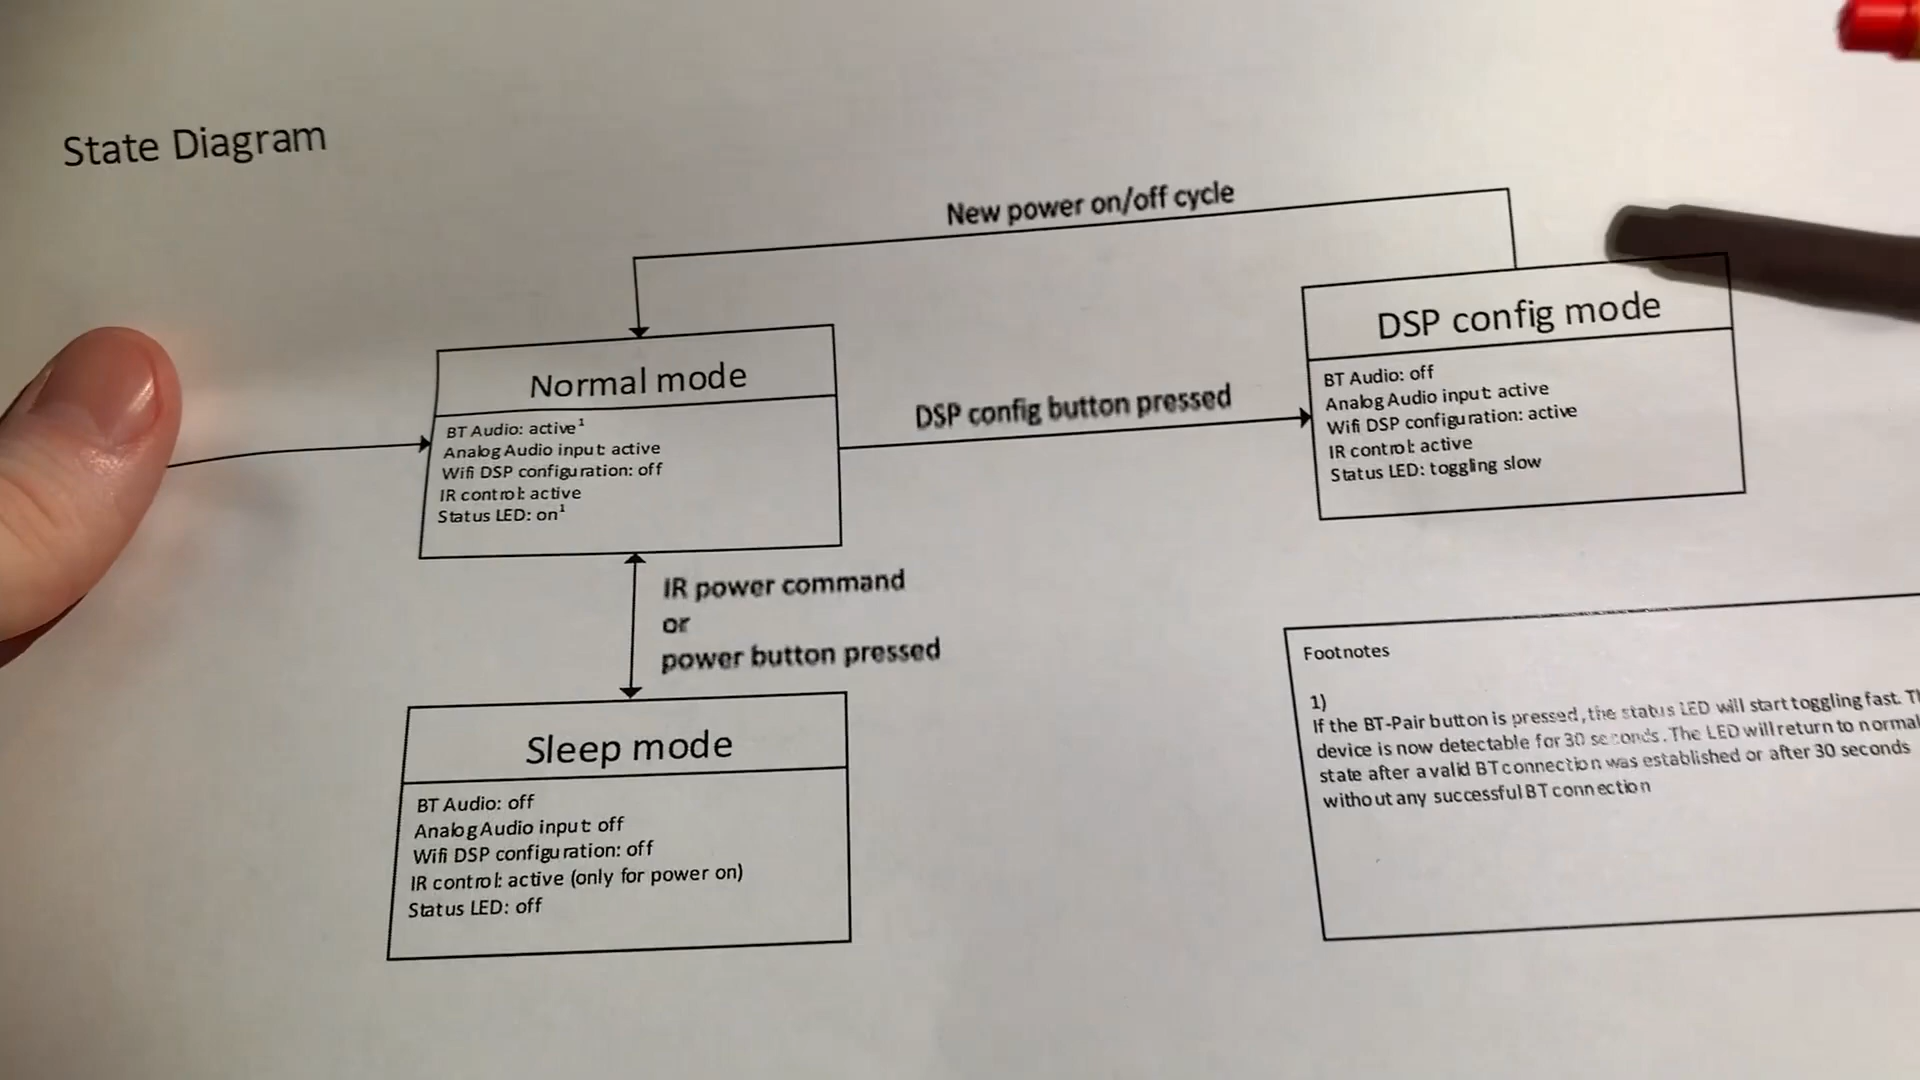 State Diagram
New power on/off cycle
Normal mode
BT Audio: active¹
Analog Audio input: active
Wifi DSP configuration: off
IR control: active
Status LED: on¹
DSP config button pressed
DSP config mode
BT Audio: off
Analog Audio input: active
Wifi DSP configuration: active
IR control: active
Status LED: toggling slow
IR power command
or
power button pressed
Sleep mode
BT Audio: off
Analog Audio input: off
Wifi DSP configuration: off
IR control: active (only for power on)
Status LED: off
Footnotes
1)
If the BT-Pair button is pressed, the status LED will start toggling fast.
device is now detectable for 30 seconds. The LED will return to normal
state after a valid BT connection was established or after 30 seconds
without any successful BT connection